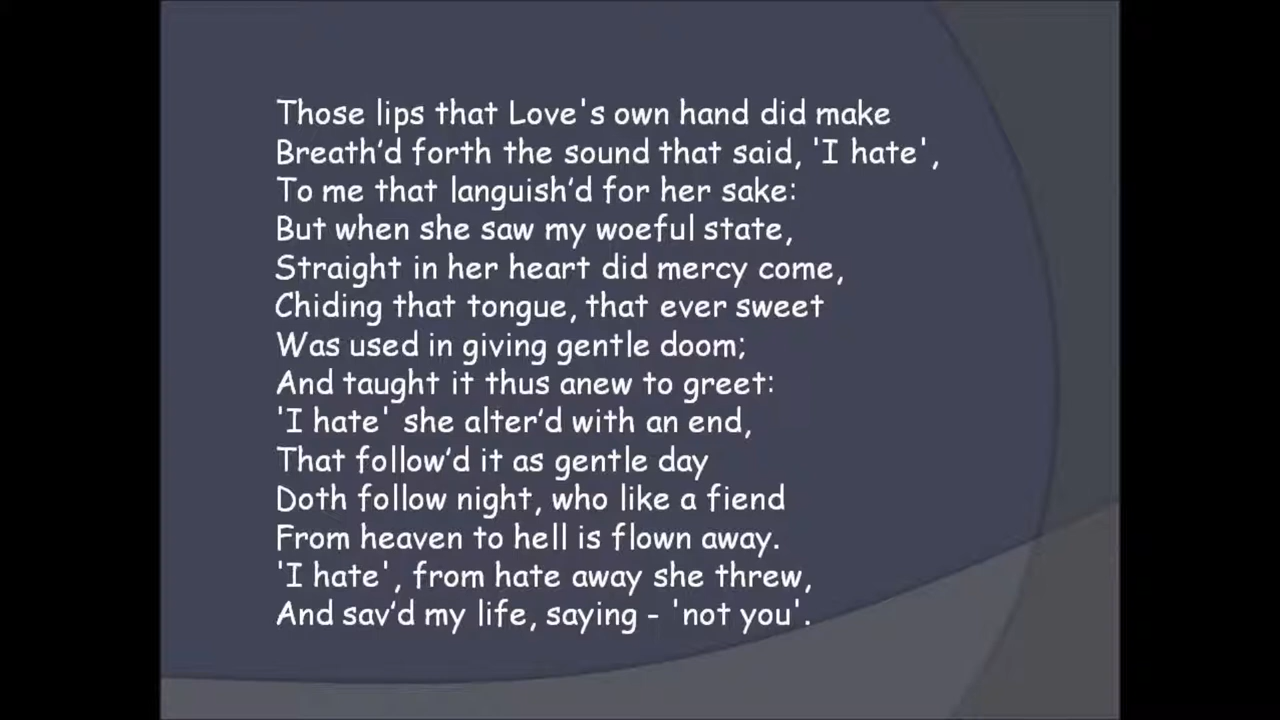 Those lips that Love's own hand did make
Breath’d forth the sound that said, 'I hate',
To me that languish’d for her sake:
But when she saw my woeful state,
Straight in her heart did mercy come,
Chiding that tongue, that ever sweet
Was used in giving gentle doom;
And taught it thus anew to greet:
'I hate' she alter’d with an end,
That follow’d it as gentle day
Doth follow night, who like a fiend
From heaven to hell is flown away.
'I hate', from hate away she threw,
And sav’d my life, saying - 'not you'.